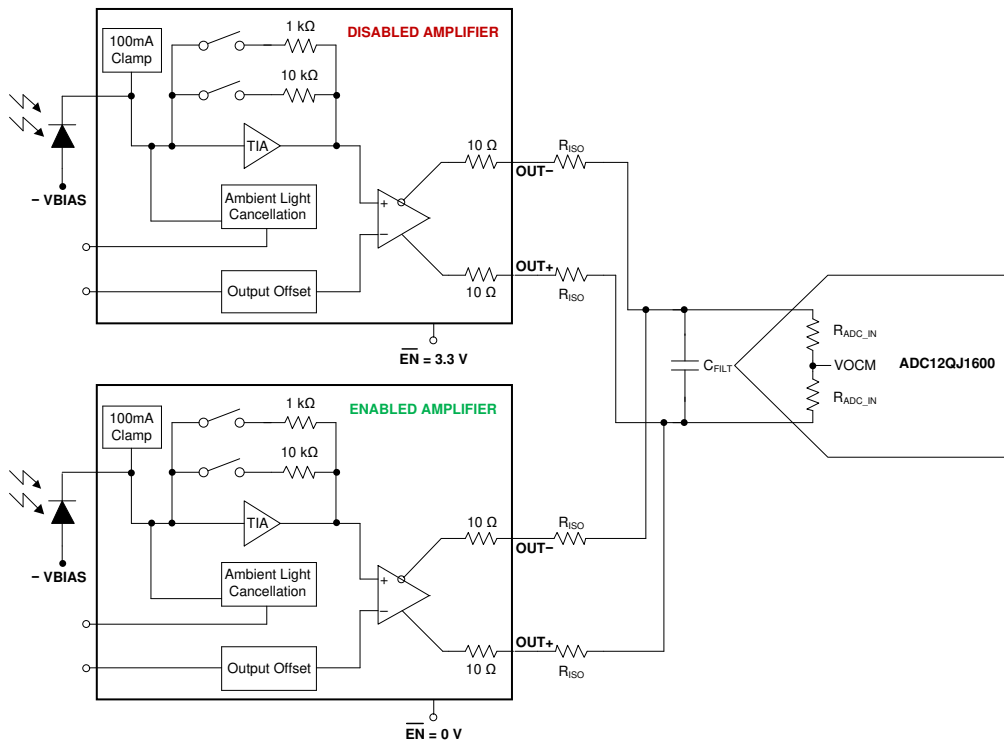 100mA
Clamp
1 kΩ
DISABLED AMPLIFIER
10 kΩ
TIA
− VBIAS
Ambient Light
Cancellation
Output Offset
+
−
10 Ω
OUT−
RISO
OUT+
10 Ω
RISO
EN = 3.3 V
CFILT
RADC_IN
VOCM
RADC_IN
ADC12QJ1600
100mA
Clamp
1 kΩ
ENABLED AMPLIFIER
10 kΩ
TIA
− VBIAS
Ambient Light
Cancellation
Output Offset
+
−
10 Ω
OUT−
RISO
OUT+
10 Ω
RISO
EN = 0 V